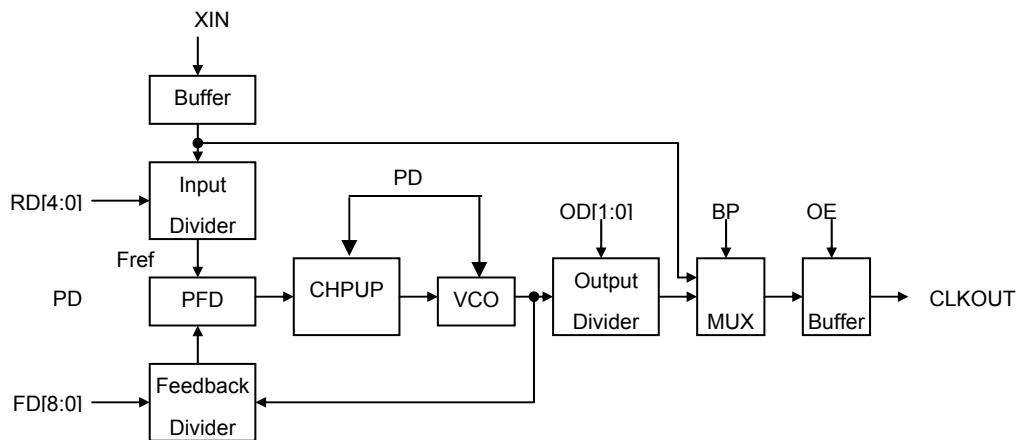 XIN
Buffer
Input
Divider
RD[4:0]
PD
OD[1:0]
BP
OE
Fref
PD
PFD
CHPUP
VCO
Output
Divider
MUX
Buffer
CLKOUT
FD[8:0]
Feedback
Divider